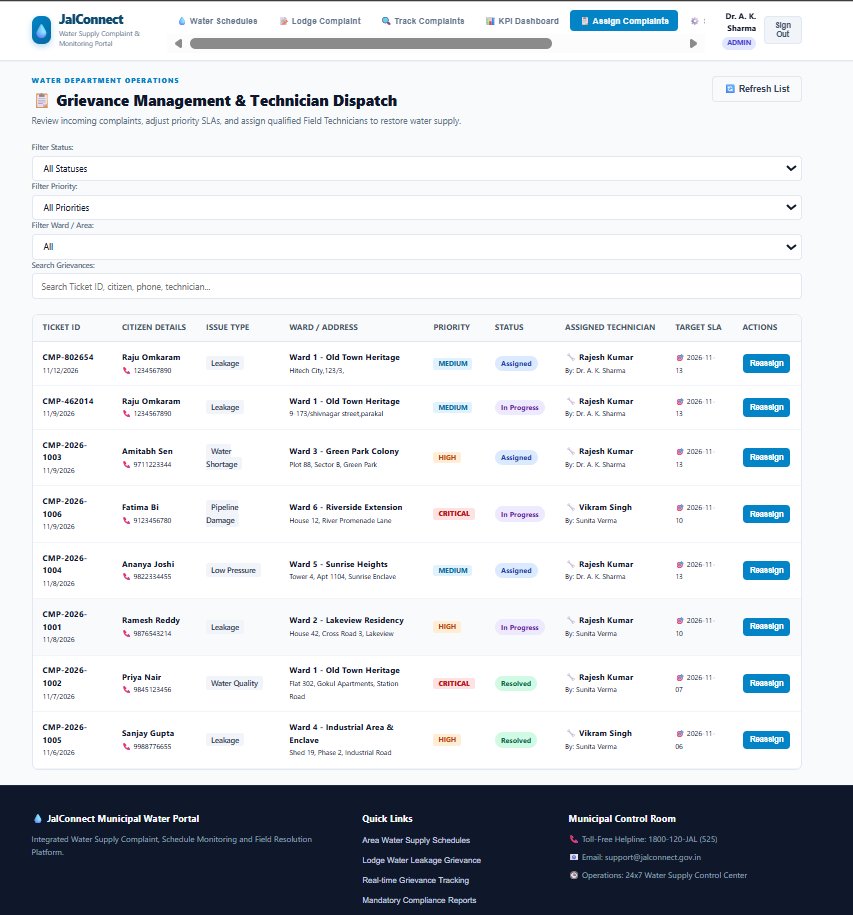 JalConnect
Water Supply Complaint &
Monitoring Portal
Water Schedules
Lodge Complaint
Track Complaints
KPI Dashboard
Assign Complaints
Dr. A. K.
Sharma
ADMIN
Sign
Out
WATER DEPARTMENT OPERATIONS
Grievance Management & Technician Dispatch
Review incoming complaints, adjust priority SLAs, and assign qualified Field Technicians to restore water supply.
Refresh List
Filter Status:
All Statuses
Filter Priority:
All Priorities
Filter Ward / Area:
All
Search Grievances:
Search Ticket ID, citizen, phone, technician...
TICKET ID CITIZEN DETAILS ISSUE TYPE WARD / ADDRESS PRIORITY STATUS ASSIGNED TECHNICIAN TARGET SLA ACTIONS
CMP-802654 Raju Omkaram Leakage Ward 1 - Old Town Heritage MEDIUM Assigned Rajesh Kumar 2026-11- Reassign
11/12/2026 1234567890 Hitech City,123/3, By: Dr. A. K. Sharma 13
CMP-462014 Raju Omkaram Leakage Ward 1 - Old Town Heritage MEDIUM In Progress Rajesh Kumar 2026-11- Reassign
11/9/2026 1234567890 9-173/shivnagar street,parakal By: Dr. A. K. Sharma 13
CMP-2026- Amitabh Sen Water Ward 3 - Green Park Colony HIGH Assigned Rajesh Kumar 2026-11- Reassign
1003 9711223344 Shortage Plot 88, Sector B, Green Park By: Dr. A. K. Sharma 13
11/9/2026
CMP-2026- Fatima Bi Pipeline Ward 6 - Riverside Extension CRITICAL In Progress Vikram Singh 2026-11- Reassign
1006 9123456780 Damage House 12, River Promenade Lane By: Sunita Verma 10
11/9/2026
CMP-2026- Ananya Joshi Low Pressure Ward 5 - Sunrise Heights MEDIUM Assigned Rajesh Kumar 2026-11- Reassign
1004 9822334455 Tower 4, Apt 1104, Sunrise Enclave By: Dr. A. K. Sharma 13
11/8/2026
CMP-2026- Ramesh Reddy Leakage Ward 2 - Lakeview Residency HIGH In Progress Rajesh Kumar 2026-11- Reassign
1001 9876543214 House 42, Cross Road 3, Lakeview By: Sunita Verma 10
11/8/2026
CMP-2026- Priya Nair Water Quality Ward 1 - Old Town Heritage CRITICAL Resolved Rajesh Kumar 2026-11- Reassign
1002 9845123456 Flat 302, Gokul Apartments, Station By: Sunita Verma 07
11/7/2026 Road
CMP-2026- Sanjay Gupta Leakage Ward 4 - Industrial Area & HIGH Resolved Vikram Singh 2026-11- Reassign
1005 9988776655 Enclave By: Sunita Verma 06
11/6/2026 Shed 19, Phase 2, Industrial Road
JalConnect Municipal Water Portal
Integrated Water Supply Complaint, Schedule Monitoring and Field Resolution
Platform.
Quick Links
Area Water Supply Schedules
Lodge Water Leakage Grievance
Real-time Grievance Tracking
Mandatory Compliance Reports
Municipal Control Room
Toll-Free Helpline: 1800-120-JAL (525)
Email: support@jalconnect.gov.in
Operations: 24x7 Water Supply Control Center